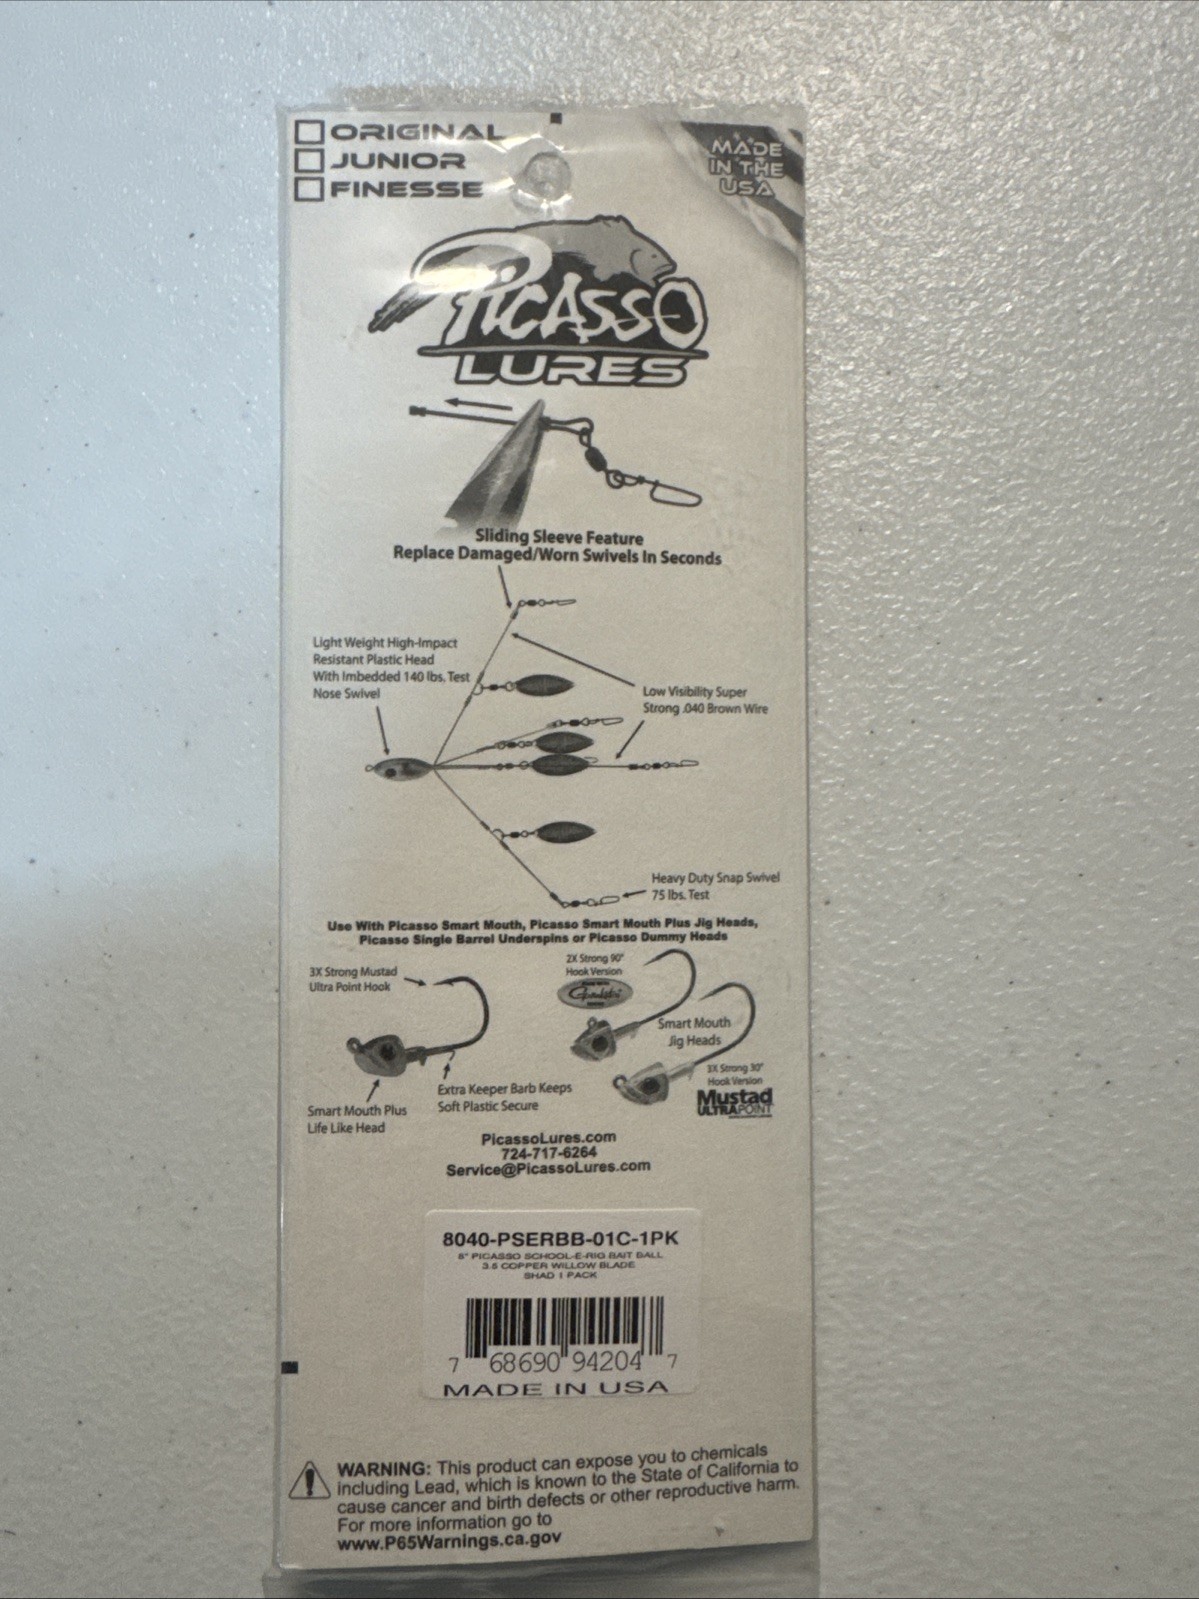 ORIGINAL
JUNIOR
FINESSE
MADE
IN THE
USA
PICASSO
LURES
Sliding Sleeve Feature
Replace Damaged/Worn Swivels In Seconds
Light Weight High-Impact
Resistant Plastic Head
With Imbedded 140 lbs. Test
Nose Swivel
Low Visibility Super
Strong .040 Brown Wire
Heavy Duty Snap Swivel
75 lbs. Test
Use With Picasso Smart Mouth, Picasso Smart Mouth Plus Jig Heads,
Picasso Single Barrel Underspins or Picasso Dummy Heads
3X Strong Mustad
Ultra Point Hook
2X Strong 90°
Hook Version
Gamakatsu
Smart Mouth
Jig Heads
3X Strong 30°
Hook Version
Mustad
ULTRAPOINT
Extra Keeper Barb Keeps
Soft Plastic Secure
Smart Mouth Plus
Life Like Head
PicassoLures.com
724-717-6264
Service@PicassoLures.com
8040-PSERBB-01C-1PK
PICASSO SCHOOL-E-RIG BAIT BALL
3.5 COPPER WILLOW BLADE
SHAD 1 PACK
7 68690 94204 7
MADE IN USA
WARNING: This product can expose you to chemicals
including Lead, which is known to the State of California to
cause cancer and birth defects or other reproductive harm.
For more information go to
www.P65Warnings.ca.gov